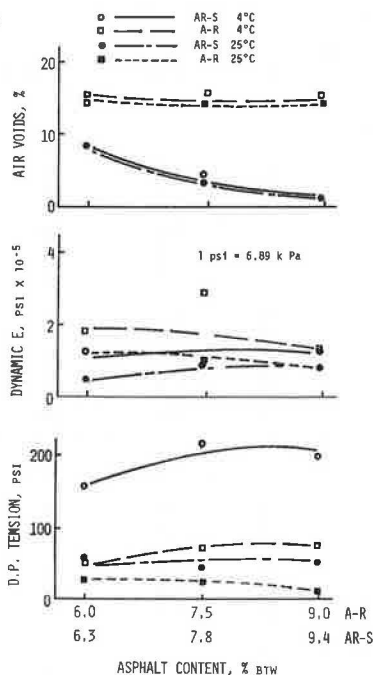 AR-S 4°C
A-R 4°C
AR-S 25°C
A-R 25°C
20
10
0
AIR VOIDS, %
1 psi = 6.89 k Pa
4
2
0
DYNAMIC E, PSI X 10⁻⁵
200
100
0
D.P. TENSION, PSI
6.0 7.5 9.0 A-R
6.3 7.8 9.4 AR-S
ASPHALT CONTENT, % BTW